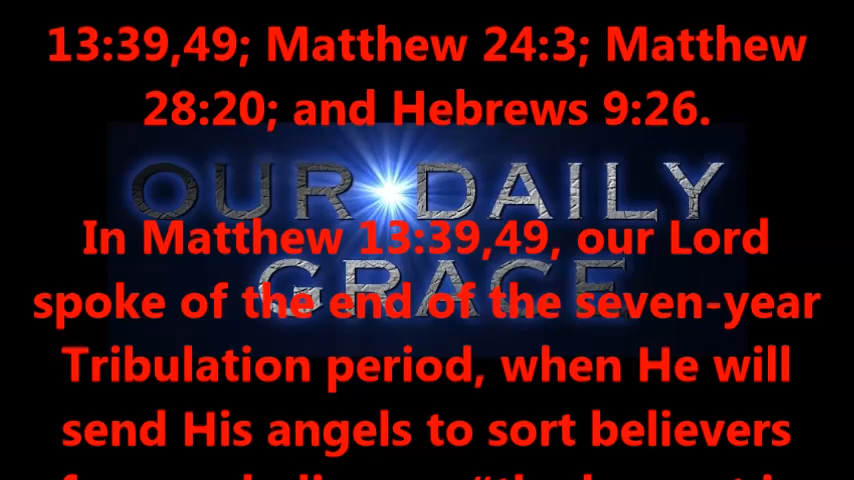 13:39,49; Matthew 24:3; Matthew
28:20; and Hebrews 9:26.
OUR DAILY
GRACE
In Matthew 13:39,49, our Lord
spoke of the end of the seven-year
Tribulation period, when He will
send His angels to sort believers